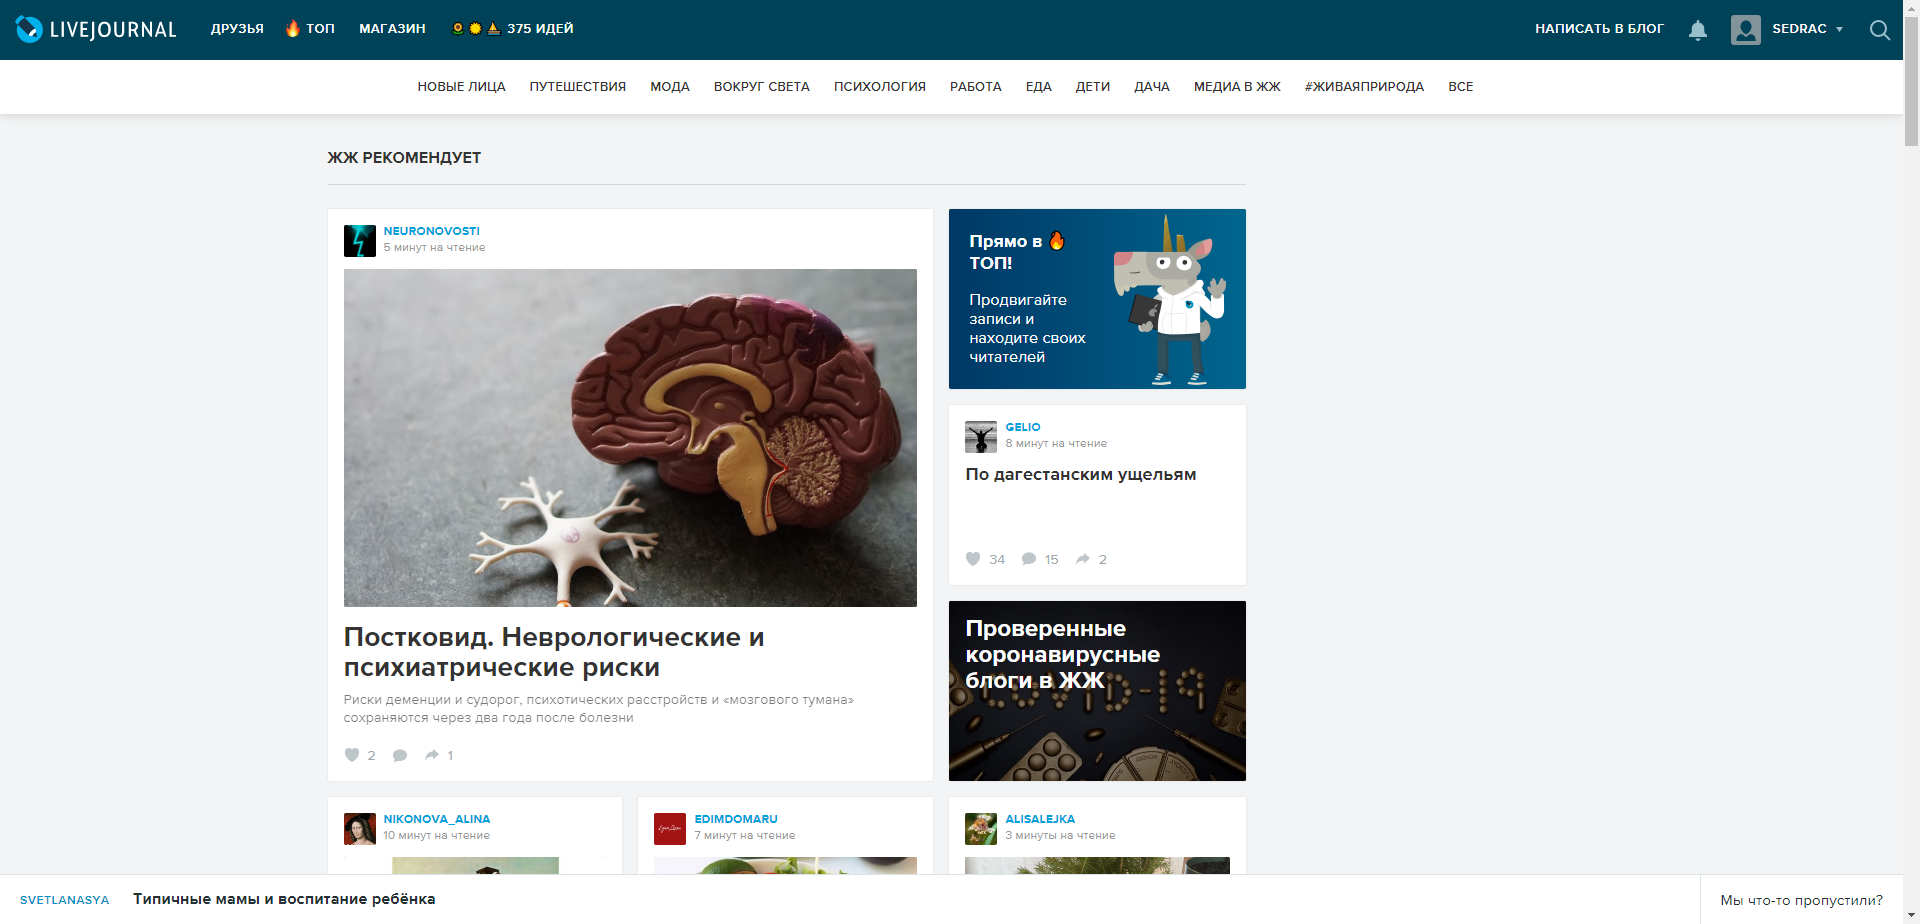 LIVEJOURNAL ДРУЗЬЯ ТОП МАГАЗИН 375 ИДЕЙ НАПИСАТЬ В БЛОГ SEDRAC
НОВЫЕ ЛИЦА ПУТЕШЕСТВИЯ МОДА ВОКРУГ СВЕТА ПСИХОЛОГИЯ РАБОТА ЕДА ДЕТИ ДАЧА МЕДИА В ЖЖ #ЖИВАЯПРИРОДА ВСЕ
ЖЖ РЕКОМЕНДУЕТ
NEURONOVOSTI
5 минут на чтение
Постковид. Неврологические и
психиатрические риски
Риски деменции и судорог, психотических расстройств и «мозгового тумана»
сохраняются через два года после болезни
2 1
Прямо в
ТОП!
Продвигайте
записи и
находите своих
читателей
GELIO
8 минут на чтение
По дагестанским ущельям
34 15 2
Проверенные
коронавирусные
блоги в ЖЖ
NIKONOVA_ALINA
10 минут на чтение
EDIMDOMARU
7 минут на чтение
ALISALEJKA
3 минуты на чтение
SVETLANASYA Типичные мамы и воспитание ребёнка Мы что-то пропустили?